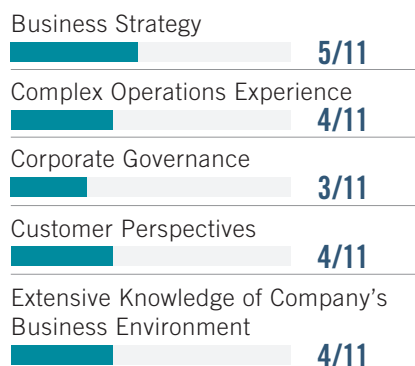 Business Strategy
5/11
Complex Operations Experience
4/11
Corporate Governance
3/11
Customer Perspectives
4/11
Extensive Knowledge of Company’s
Business Environment
4/11